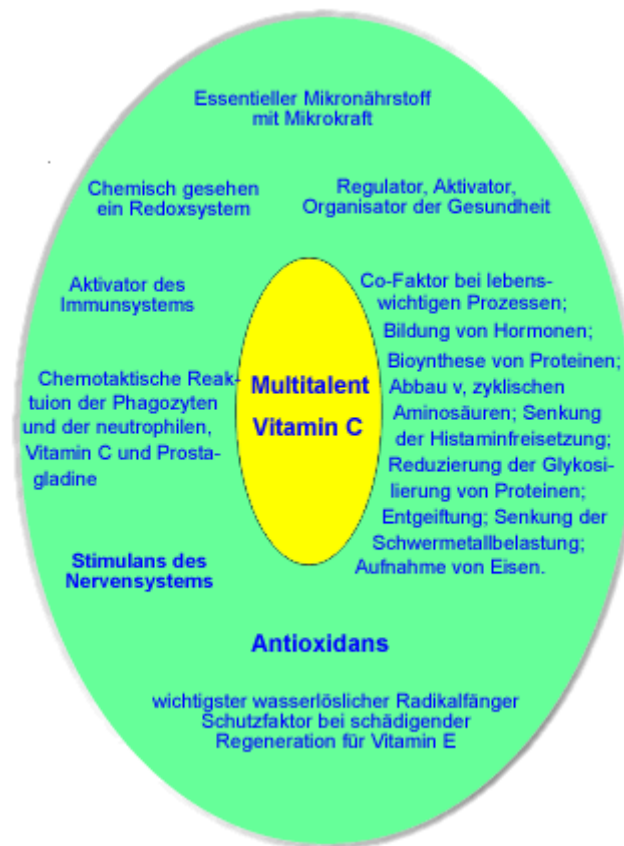 Essentieller Mikronährstoff
mit Mikrokraft
Chemisch gesehen
ein Redoxsystem
Regulator, Aktivator,
Organisator der Gesundheit
Aktivator des
Immunsystems
Chemotaktische Reak-
tuion der Phagozyten
und der neutrophilen,
Vitamin C und Prosta-
gladine
Multitalent
Vitamin C
Co-Faktor bei lebens-
wichtigen Prozessen;
Bildung von Hormonen;
Bioynthese von Proteinen;
Abbau v, zyklischen
Aminosäuren; Senkung
der Histaminfreisetzung;
Reduzierung der Glykosi-
lierung von Proteinen;
Entgeiftung; Senkung der
Schwermetallbelastung;
Aufnahme von Eisen.
Stimulans des
Nervensystems
Antioxidans
wichtigster wasserlöslicher Radikalfänger
Schutzfaktor bei schädigender
Regeneration für Vitamin E